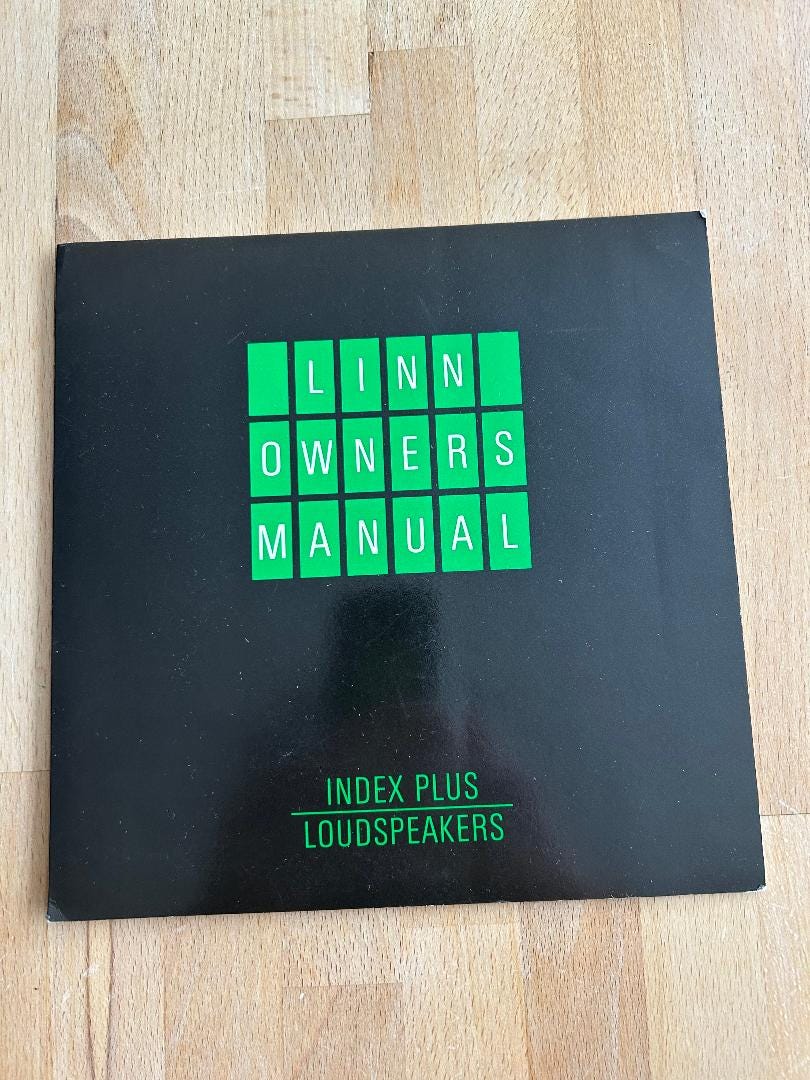 LINN
OWNERS
MANUAL
INDEX PLUS
LOUDSPEAKERS